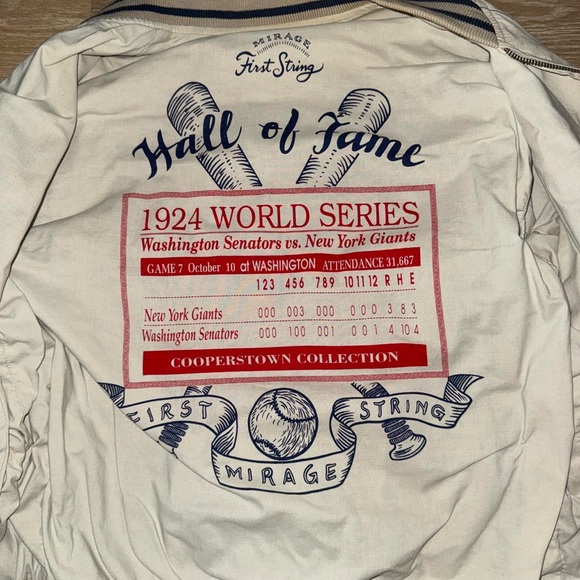 MIRAGE
First String
Hall of Fame
1924 WORLD SERIES
Washington Senators vs. New York Giants
GAME 7 October 10 at WASHINGTON ATTENDANCE 31,667
123 456 789 101112 R H E
New York Giants 000 003 000 000 3 8 3
Washington Senators 000 100 001 001 4 10 4
COOPERSTOWN COLLECTION
FIRST STRING
MIRAGE